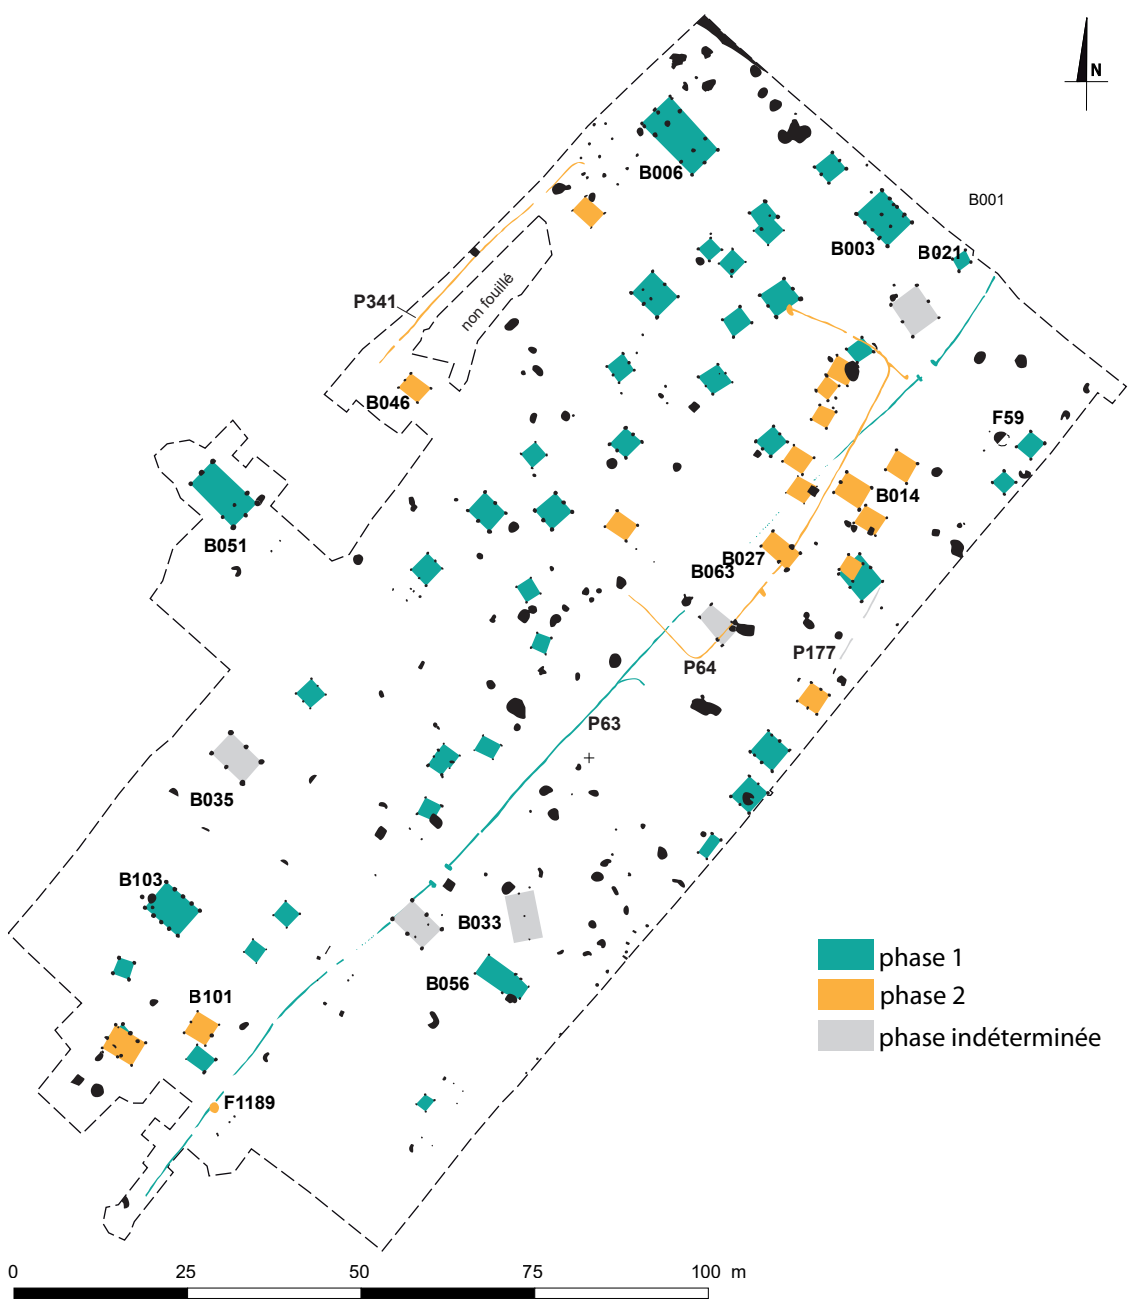 N
B006
B001
B003
B021
P341
non fouillé
B046
F59
B014
B051
B027
B063
P64
P177
P63
B035
B103
B033
B056
B101
F1189
phase 1
phase 2
phase indéterminée
0 25 50 75 100 m